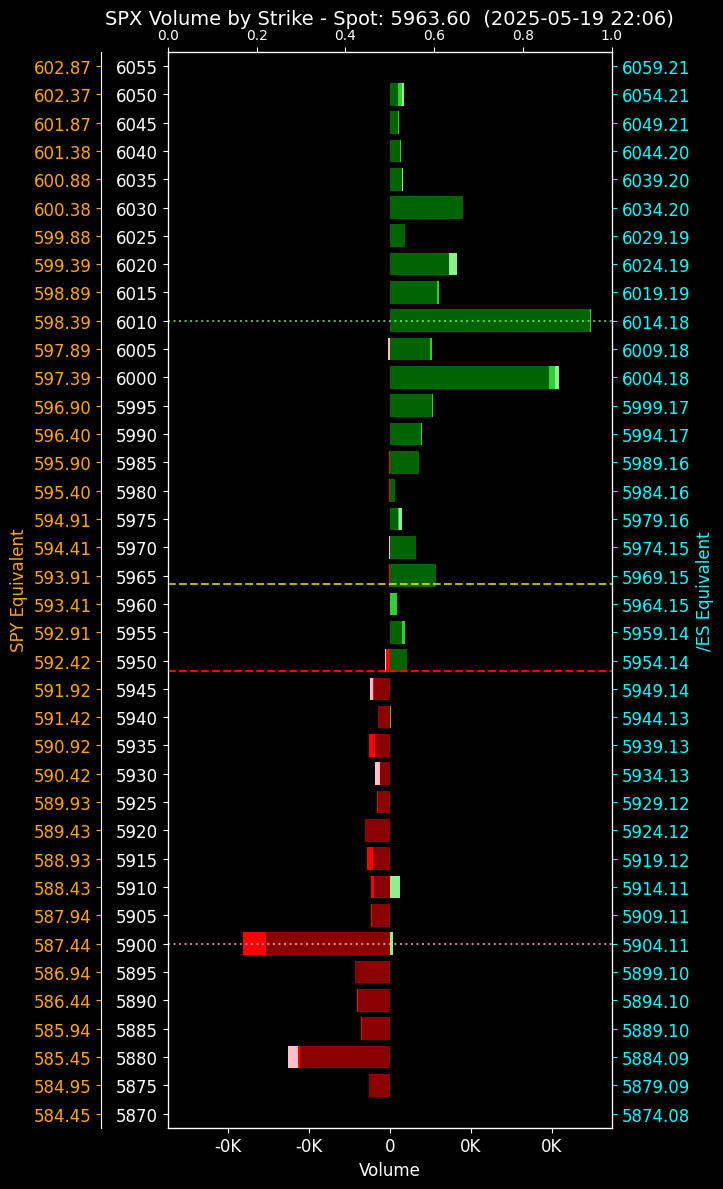 SPX Volume by Strike - Spot: 5963.60  (2025-05-19 22:06)
0.0 0.2 0.4 0.6 0.8 1.0
602.87 6055 6059.21
602.37 6050 6054.21
601.87 6045 6049.21
601.38 6040 6044.20
600.88 6035 6039.20
600.38 6030 6034.20
599.88 6025 6029.19
599.39 6020 6024.19
598.89 6015 6019.19
598.39 6010 6014.18
597.89 6005 6009.18
597.39 6000 6004.18
596.90 5995 5999.17
596.40 5990 5994.17
595.90 5985 5989.16
595.40 5980 5984.16
594.91 5975 5979.16
594.41 5970 5974.15
593.91 5965 5969.15
593.41 5960 5964.15
592.91 5955 5959.14
592.42 5950 5954.14
591.92 5945 5949.14
591.42 5940 5944.13
590.92 5935 5939.13
590.42 5930 5934.13
589.93 5925 5929.12
589.43 5920 5924.12
588.93 5915 5919.12
588.43 5910 5914.11
587.94 5905 5909.11
587.44 5900 5904.11
586.94 5895 5899.10
586.44 5890 5894.10
585.94 5885 5889.10
585.45 5880 5884.09
584.95 5875 5879.09
584.45 5870 5874.08
SPY Equivalent
/ES Equivalent
-0K -0K 0 0K 0K
Volume